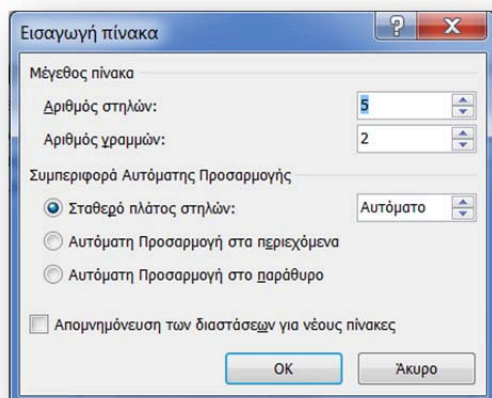 Εισαγωγή πίνακα
Μέγεθος πίνακα
Αριθμός στηλών: 5
Αριθμός γραμμών: 2
Συμπεριφορά Αυτόματης Προσαρμογής
Σταθερό πλάτος στηλών: Αυτόματο
Αυτόματη Προσαρμογή στα περιεχόμενα
Αυτόματη Προσαρμογή στο παράθυρο
Απομνημόνευση των διαστάσεων για νέους πίνακες
OK Άκυρο